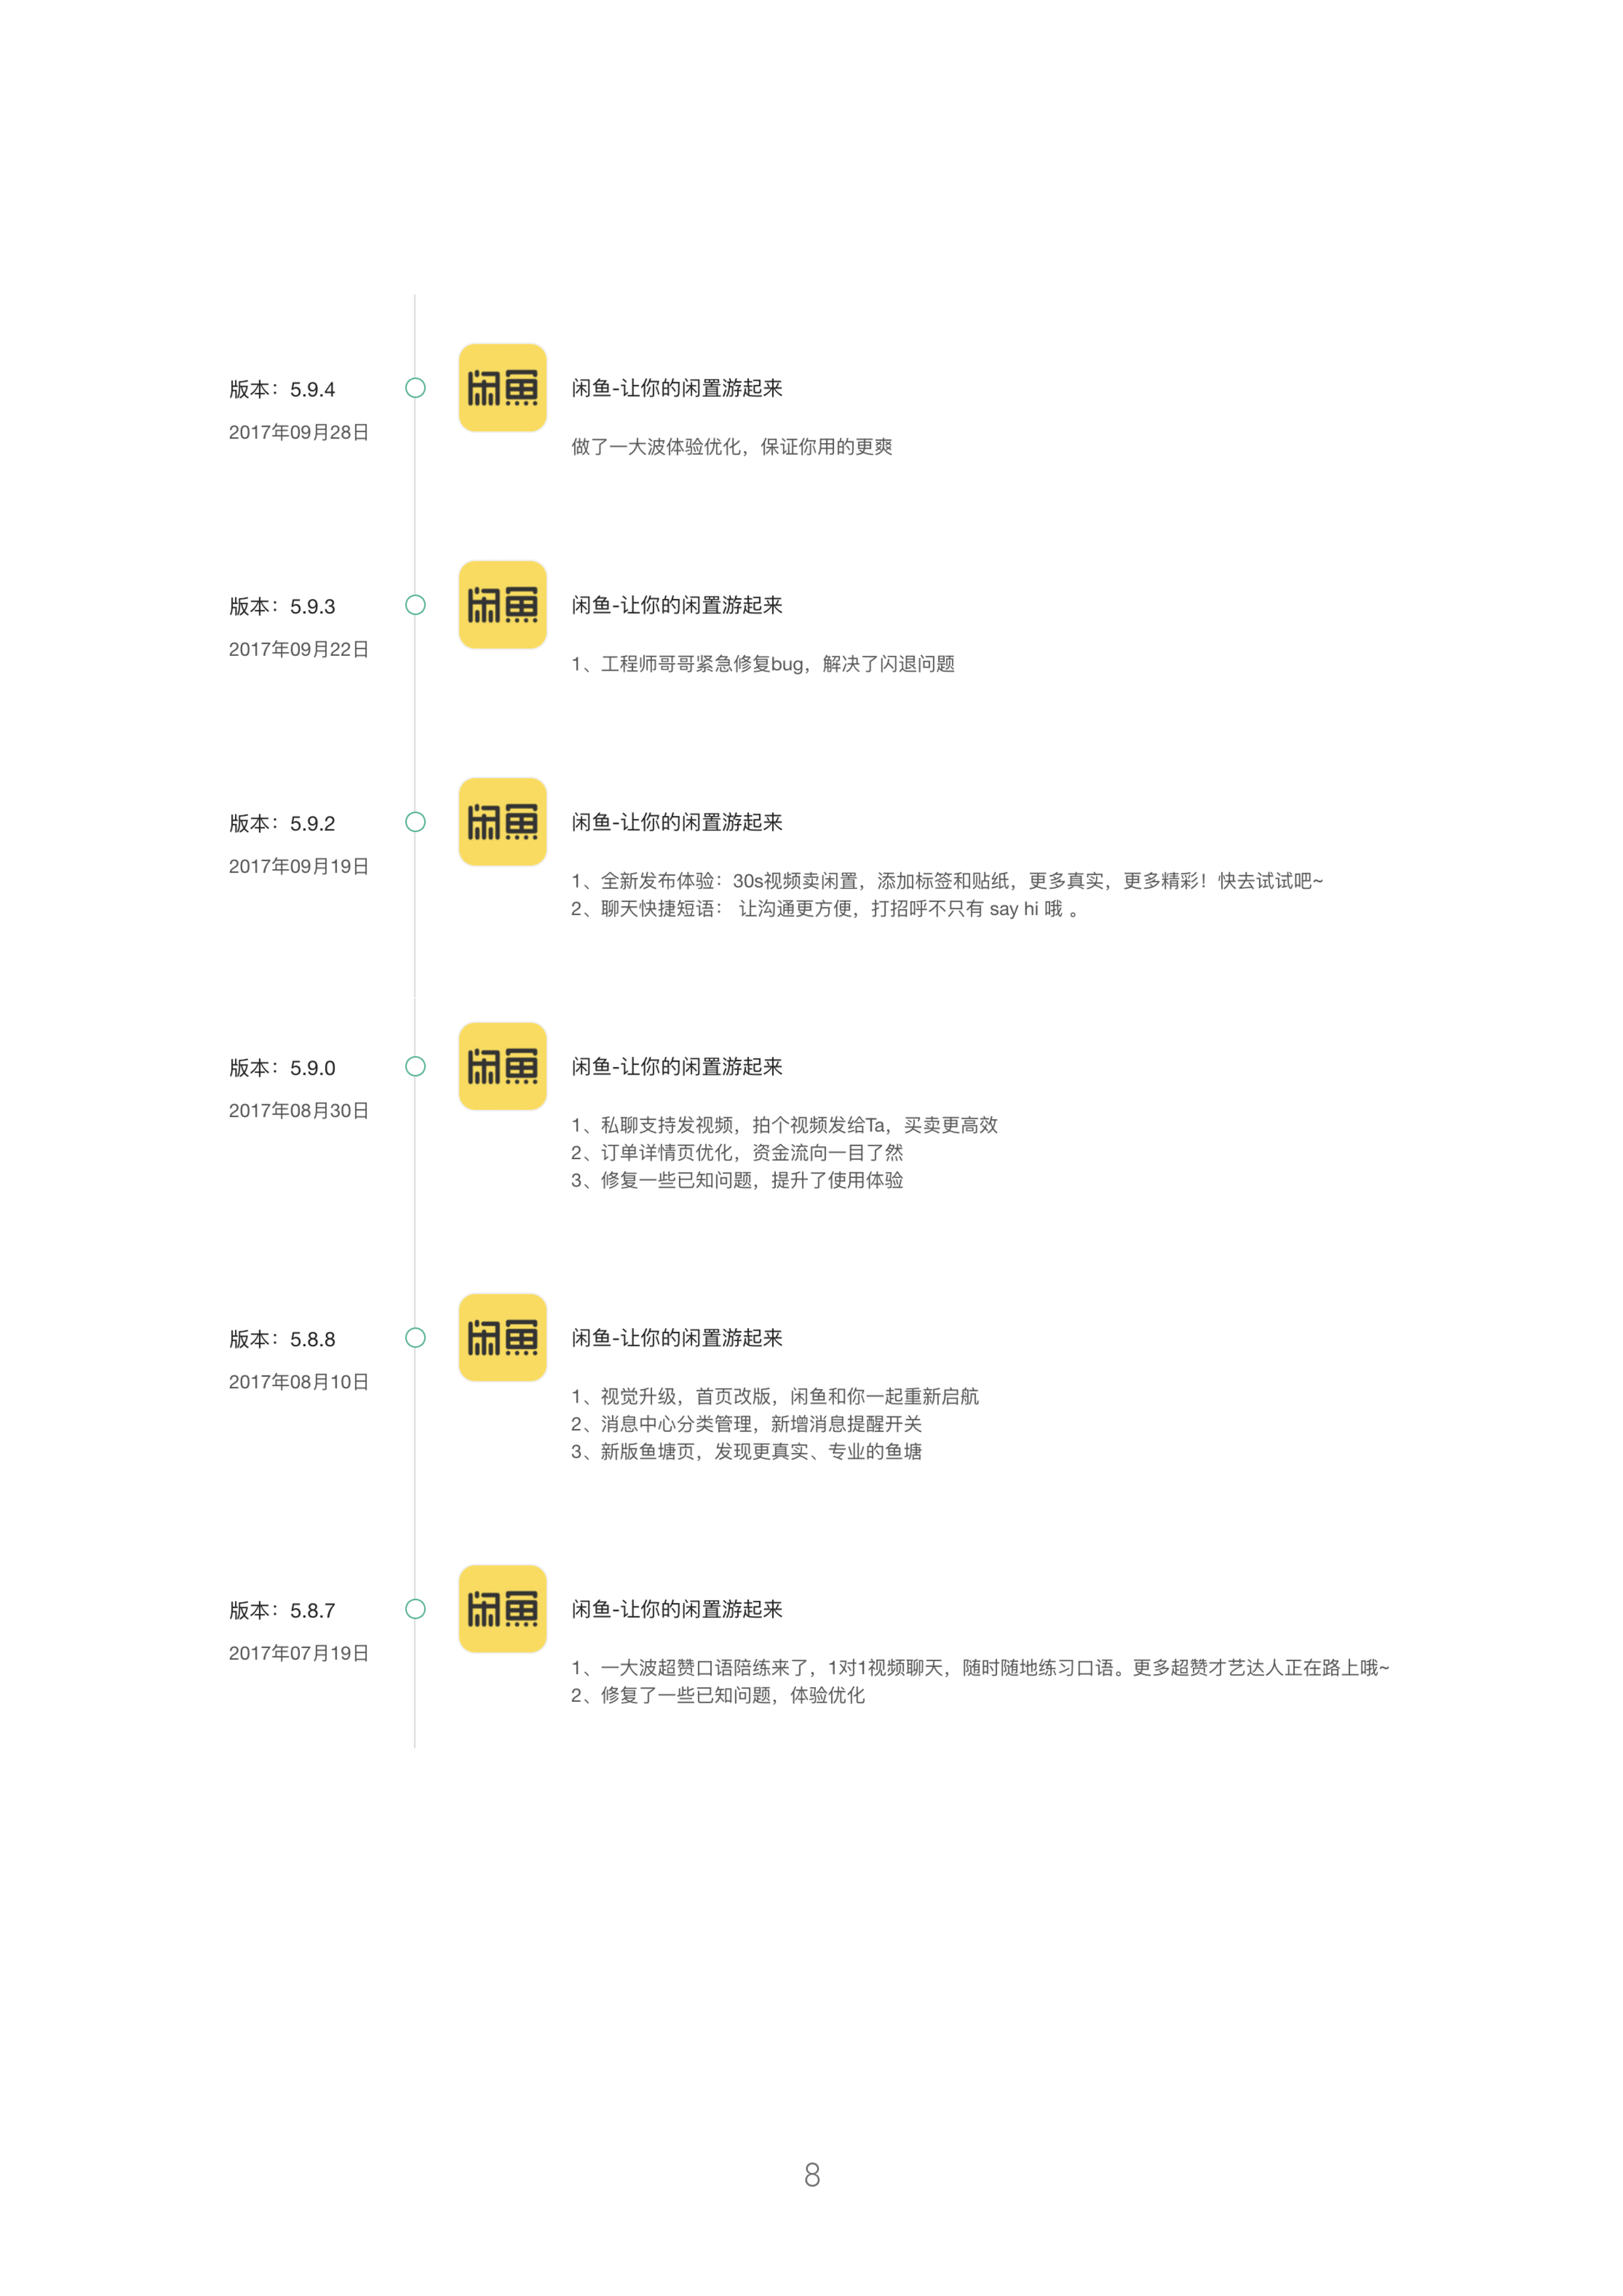 闲鱼
版本：5.9.4
闲鱼-让你的闲置游起来
2017年09月28日
做了一大波体验优化，保证你用的更爽
闲鱼
版本：5.9.3
闲鱼-让你的闲置游起来
2017年09月22日
1、工程师哥哥紧急修复bug，解决了闪退问题
闲鱼
版本：5.9.2
闲鱼-让你的闲置游起来
2017年09月19日
1、全新发布体验：30s视频卖闲置，添加标签和贴纸，更多真实，更多精彩！快去试试吧~
2、聊天快捷短语： 让沟通更方便，打招呼不只有 say hi 哦 。
闲鱼
版本：5.9.0
闲鱼-让你的闲置游起来
2017年08月30日
1、私聊支持发视频，拍个视频发给Ta，买卖更高效
2、订单详情页优化，资金流向一目了然
3、修复一些已知问题，提升了使用体验
闲鱼
版本：5.8.8
闲鱼-让你的闲置游起来
2017年08月10日
1、视觉升级，首页改版，闲鱼和你一起重新启航
2、消息中心分类管理，新增消息提醒开关
3、新版鱼塘页，发现更真实、专业的鱼塘
闲鱼
版本：5.8.7
闲鱼-让你的闲置游起来
2017年07月19日
1、一大波超赞口语陪练来了，1对1视频聊天，随时随地练习口语。更多超赞才艺达人正在路上哦~
2、修复了一些已知问题，体验优化
8